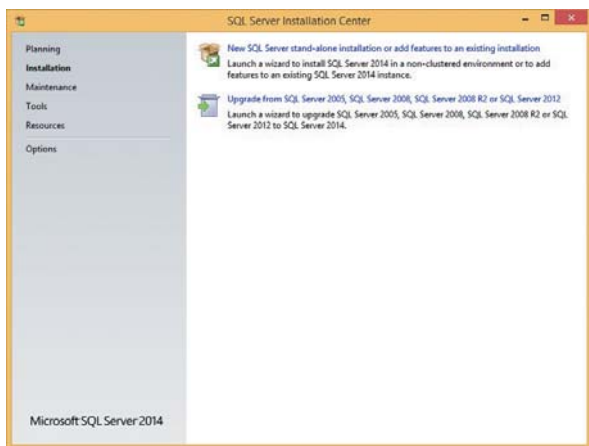 SQL Server Installation Center
Planning
Installation
Maintenance
Tools
Resources
Options
New SQL Server stand-alone installation or add features to an existing installation
Launch a wizard to install SQL Server 2014 in a non-clustered environment or to add
features to an existing SQL Server 2014 instance.
Upgrade from SQL Server 2005, SQL Server 2008, SQL Server 2008 R2 or SQL Server 2012
Launch a wizard to upgrade SQL Server 2005, SQL Server 2008, SQL Server 2008 R2 or SQL
Server 2012 to SQL Server 2014.
Microsoft SQL Server 2014